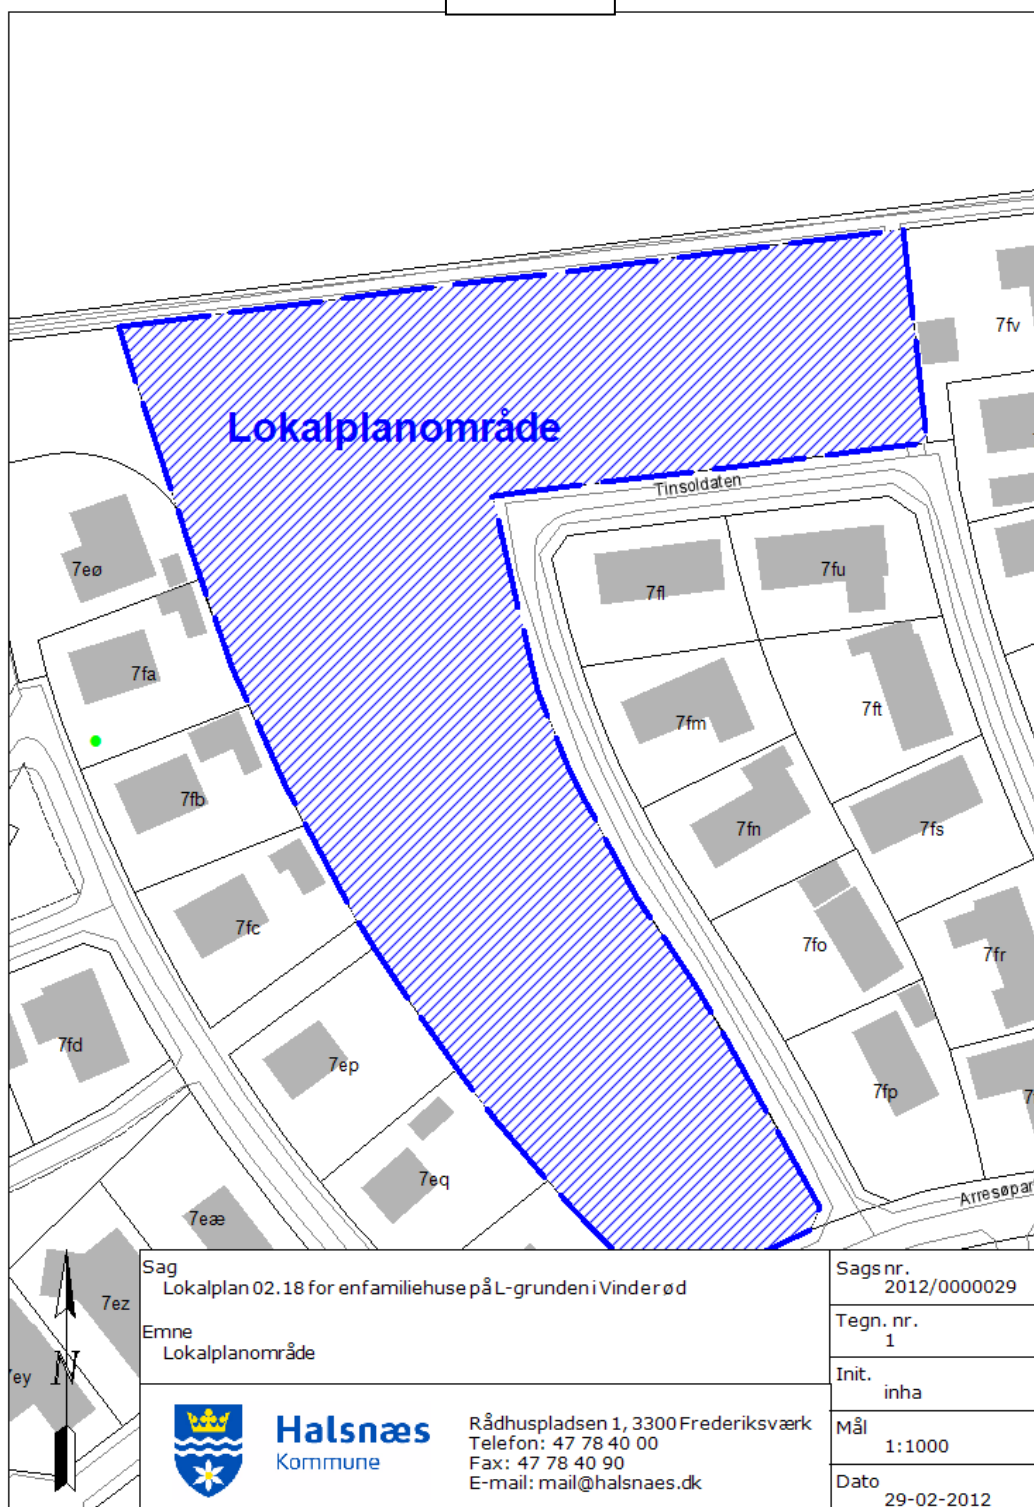 7fv
Lokalplanområde
Tinsoldaten
7eø
7fl
7fu
7fa
7fm
7ft
7fb
7fn
7fs
7fc
7fo
7fr
7fd
7ep
7fp
7eq
Arresøpar
7eæ
7ez
N
Sag
Lokalplan 02.18 for enfamiliehuse på L-grunden i Vinderød
Emne
Lokalplanområde
Sagsnr.
2012/0000029
Tegn. nr.
1
Init.
inha
Mål
1:1000
Dato
29-02-2012
Halsnæs
Kommune
Rådhuspladsen 1, 3300 Frederiksværk
Telefon: 47 78 40 00
Fax: 47 78 40 90
E-mail: mail@halsnaes.dk